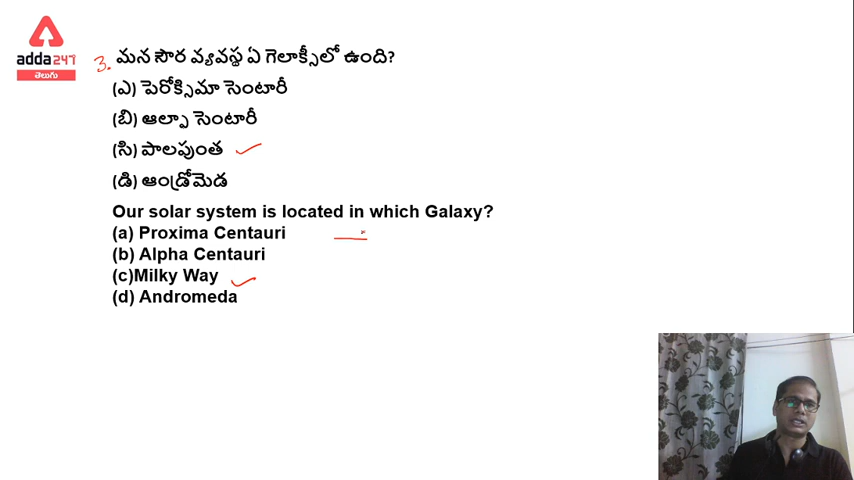 adda247
తెలుగు
3. మన సౌర వ్యవస్థ ఏ గెలాక్సీలో ఉంది?
(ఎ) పెరోక్సిమా సెంటారీ
(బి) ఆల్ఫా సెంటారీ
(సి) పాలపుంత
(డి) ఆండ్రోమెడ
Our solar system is located in which Galaxy?
(a) Proxima Centauri
(b) Alpha Centauri
(c)Milky Way
(d) Andromeda